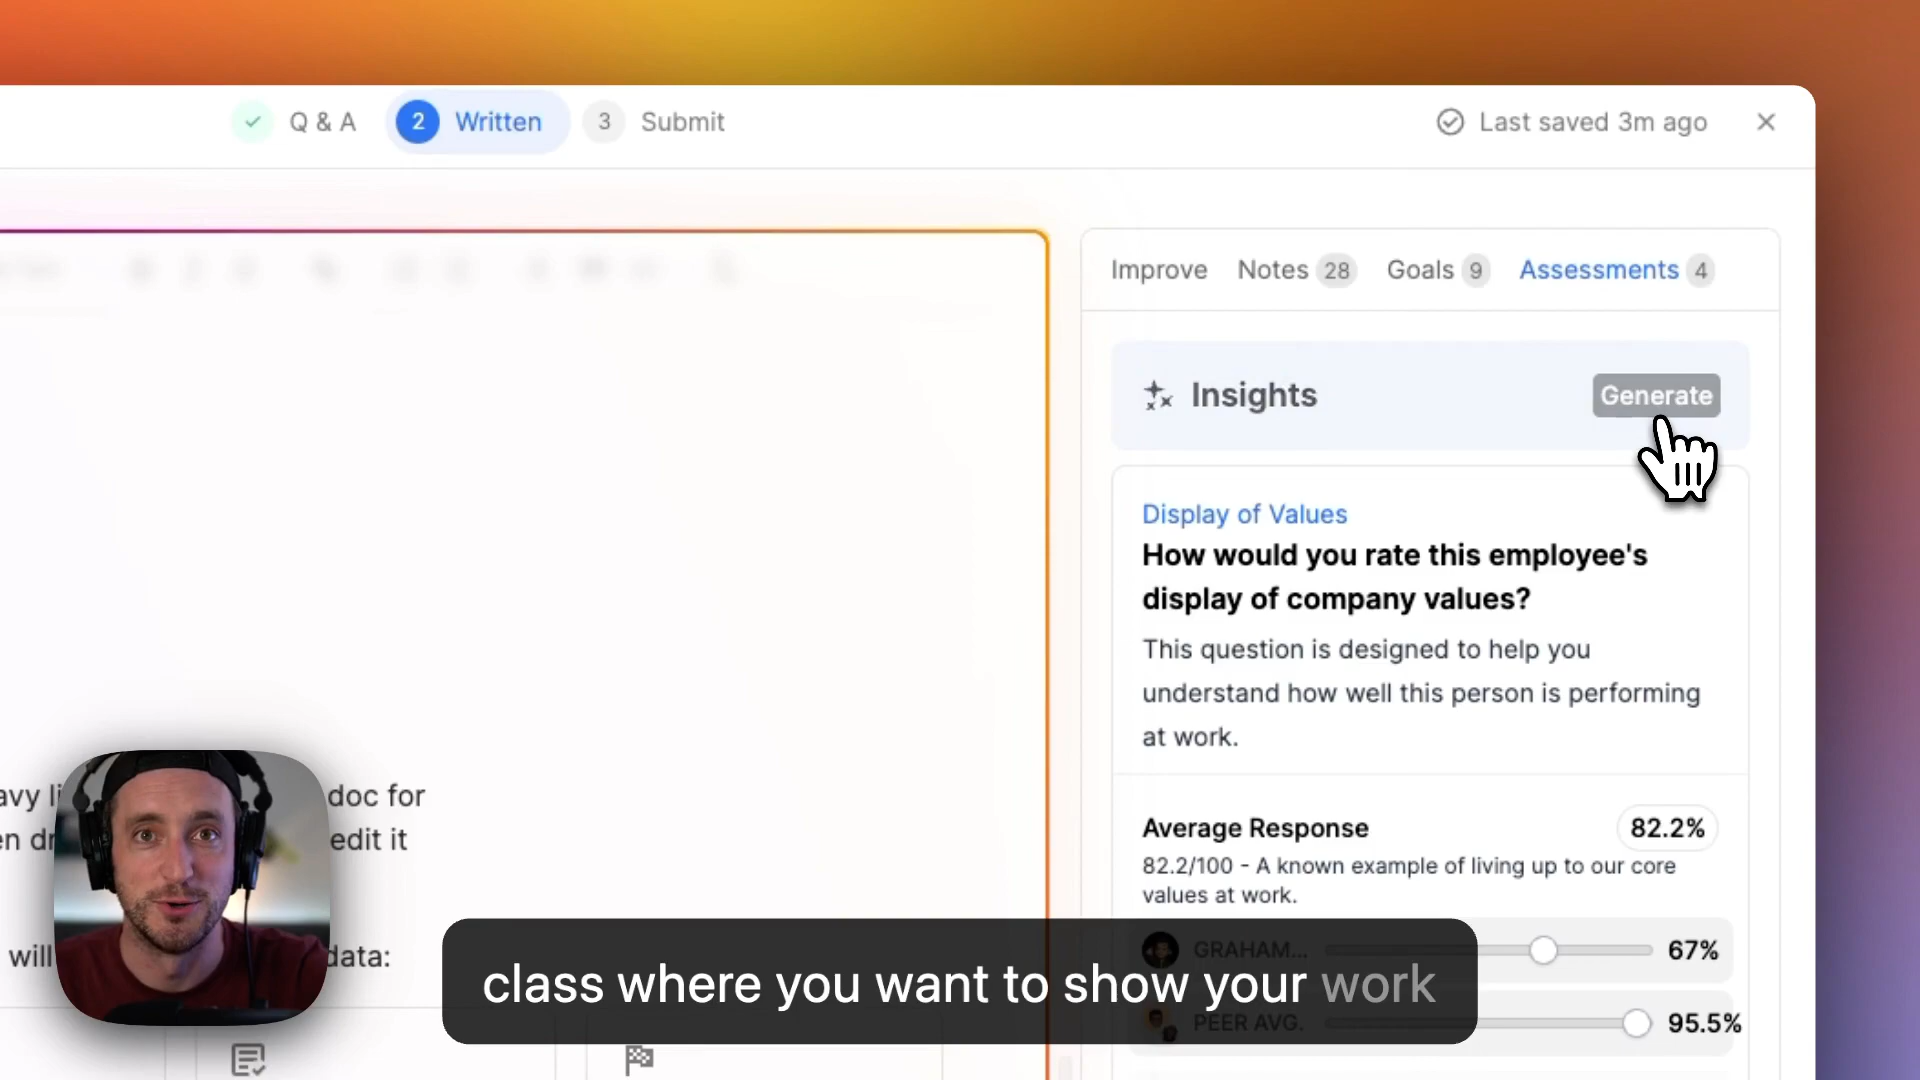 Q & A
2 Written
3 Submit
Last saved 3m ago
Improve
Notes 28
Goals 9
Assessments 4
Insights
Generate
Display of Values
How would you rate this employee's
display of company values?
This question is designed to help you
understand how well this person is performing
at work.
Average Response
82.2%
82.2/100 - A known example of living up to our core
values at work.
GRAHAM...
67%
PEER AVG.
95.5%
doc for
edit it
will
data:
class where you want to show your work